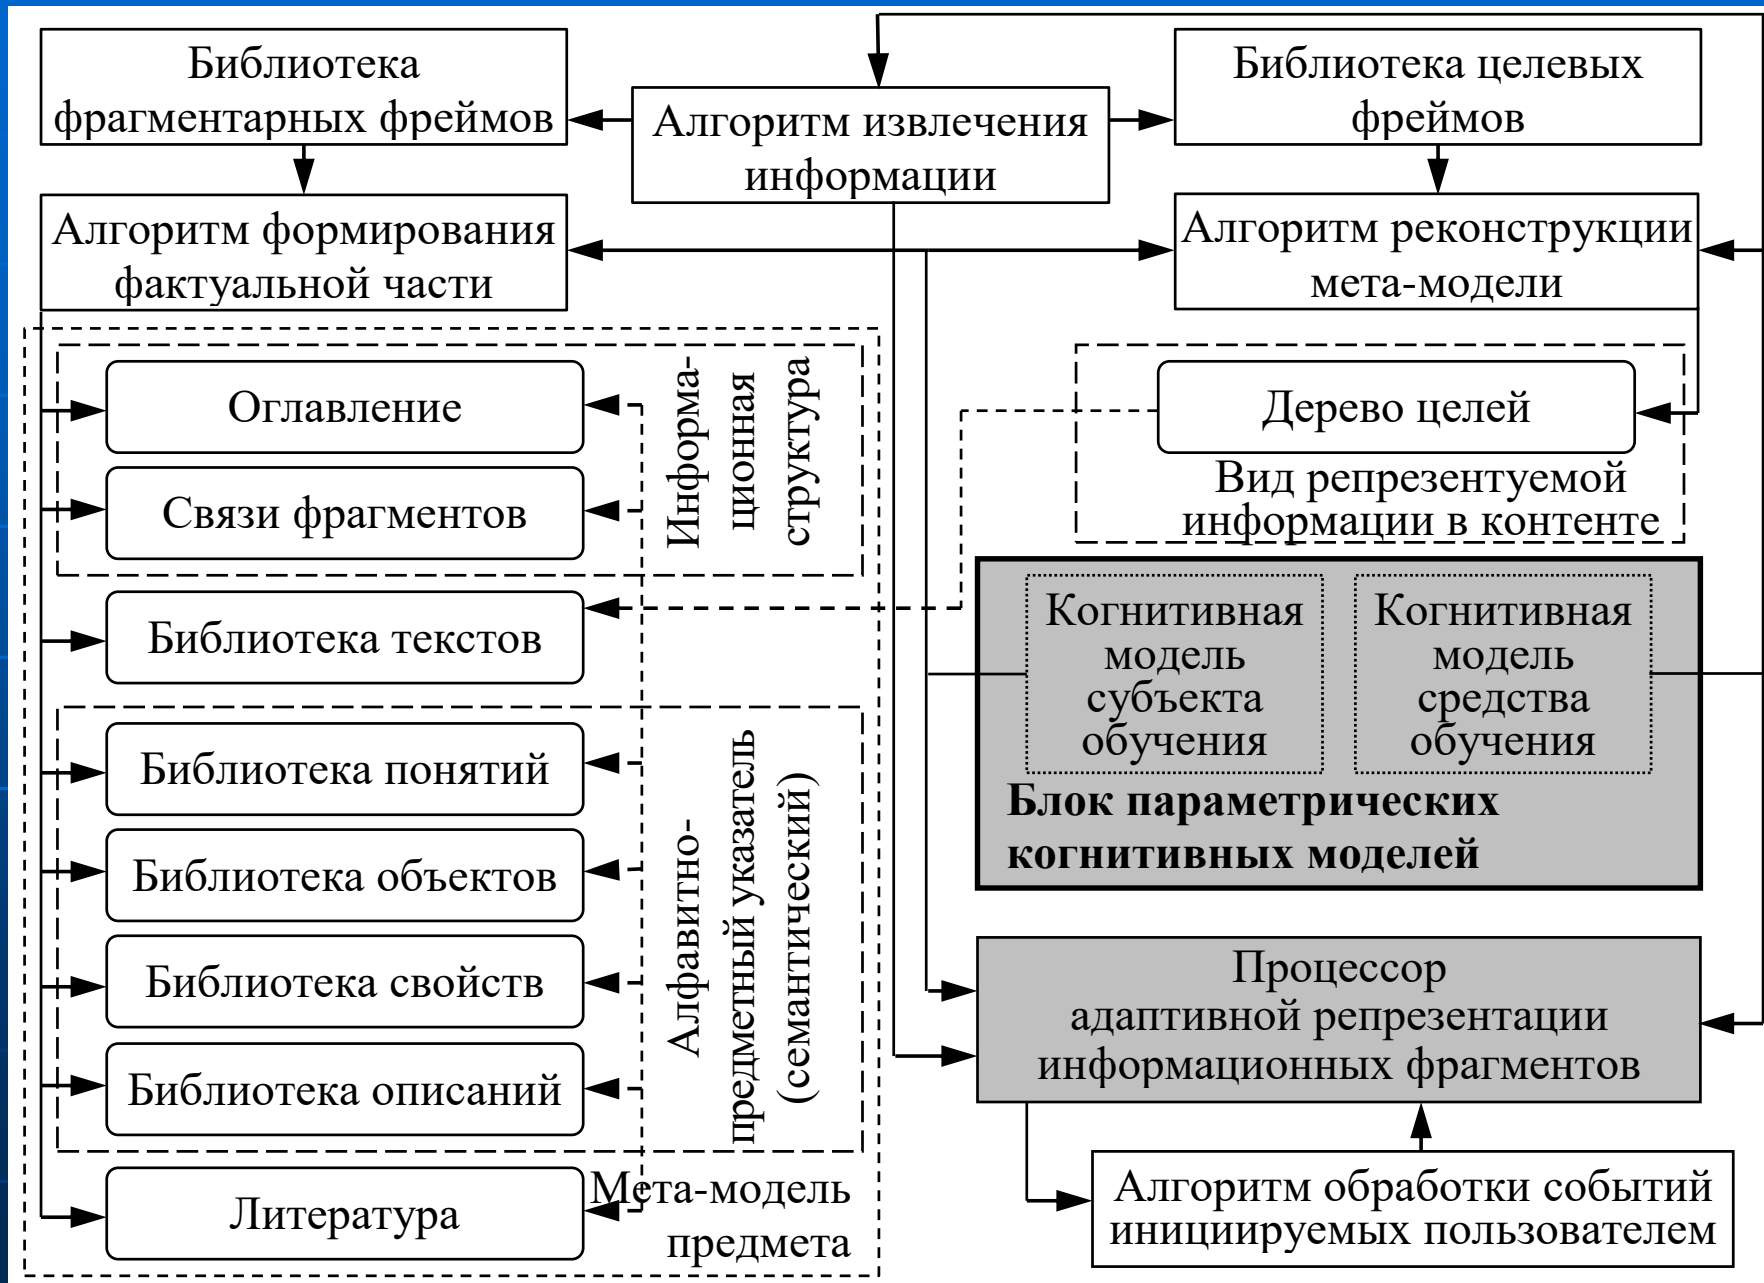 Библиотека
фрагментарных фреймов
Алгоритм извлечения
информации
Библиотека целевых
фреймов
Алгоритм формирования
фактуальной части
Алгоритм реконструкции
мета-модели
Оглавление
Связи фрагментов
Информа-
ционная
структура
Дерево целей
Вид репрезентуемой
информации в контенте
Библиотека текстов
Когнитивная
модель
субъекта
обучения
Когнитивная
модель
средства
обучения
Блок параметрических
когнитивных моделей
Библиотека понятий
Библиотека объектов
Библиотека свойств
Библиотека описаний
Алфавитно-
предметный указатель
(семантический)
Процессор
адаптивной репрезентации
информационных фрагментов
Литература
Мета-модель
предмета
Алгоритм обработки событий
инициируемых пользователем